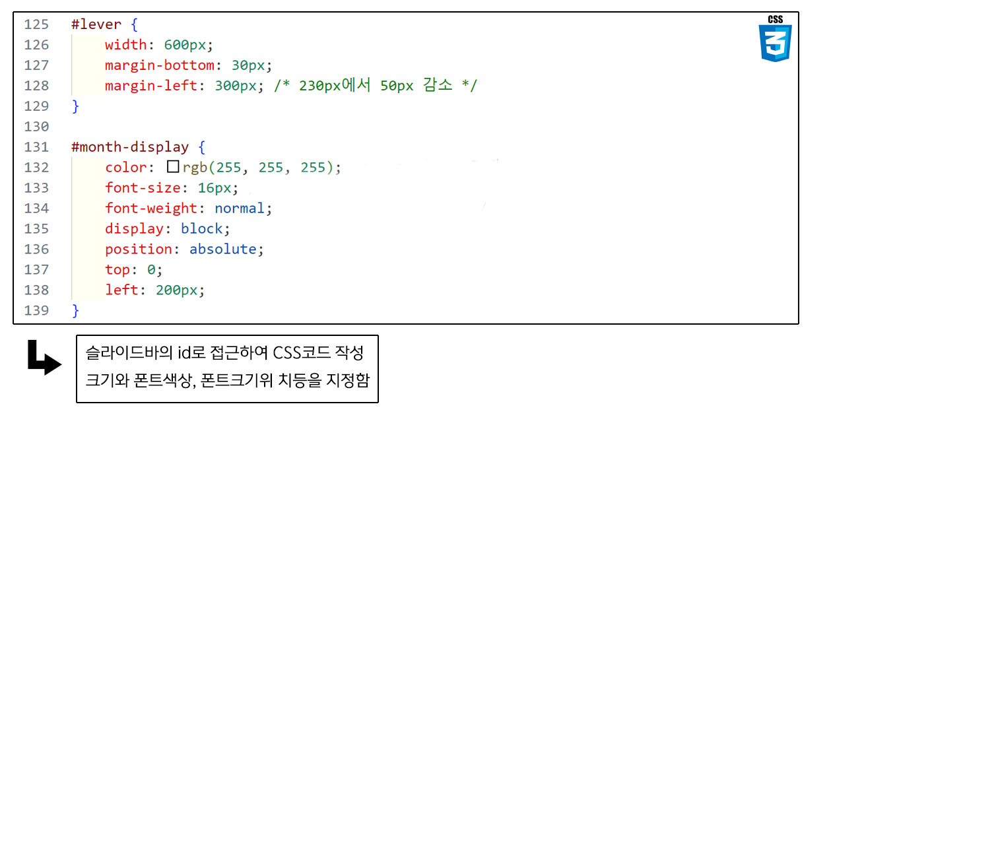 CSS
125 #lever {
126 width: 600px;
127 margin-bottom: 30px;
128 margin-left: 300px; /* 230px에서 50px 감소 */
129 }
130
131 #month-display {
132 color: rgb(255, 255, 255);
133 font-size: 16px;
134 font-weight: normal;
135 display: block;
136 position: absolute;
137 top: 0;
138 left: 200px;
139 }
슬라이드바의 id로 접근하여 CSS코드 작성
크기와 폰트색상, 폰트크기위 치등을 지정함